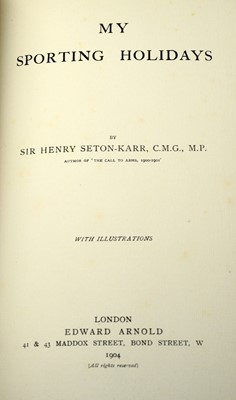 MY
SPORTING HOLIDAYS
BY
SIR HENRY SETON-KARR, C.M.G., M.P.
AUTHOR OF 'THE CALL TO ARMS, 1900-1901'
WITH ILLUSTRATIONS
LONDON
EDWARD ARNOLD
41 & 43 MADDOX STREET, BOND STREET, W
1904
[All rights reserved]